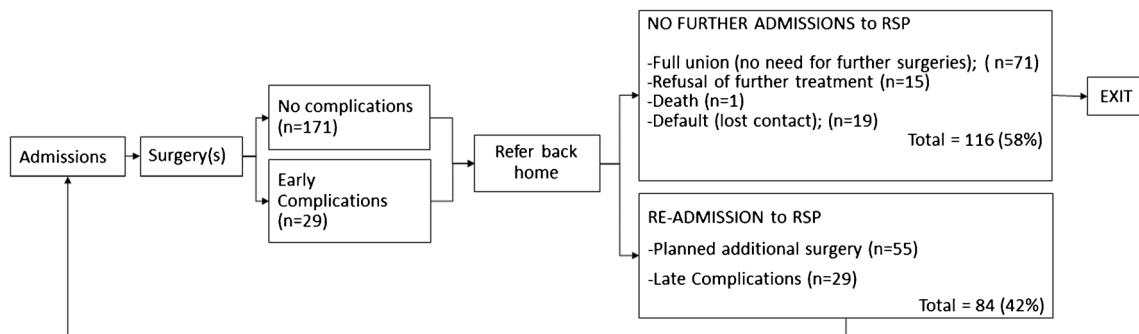 Admissions
Surgery(s)
No complications
(n=171)
Early
Complications
(n=29)
Refer back
home
NO FURTHER ADMISSIONS to RSP
-Full union (no need for further surgeries); ( n=71)
-Refusal of further treatment (n=15)
-Death (n=1)
-Default (lost contact); (n=19)
Total = 116 (58%)
EXIT
RE-ADMISSION to RSP
-Planned additional surgery (n=55)
-Late Complications (n=29)
Total = 84 (42%)